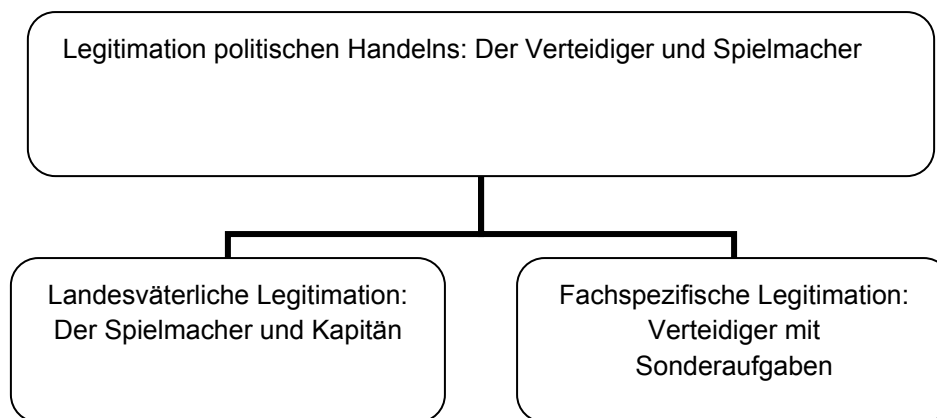 Legitimation politischen Handelns: Der Verteidiger und Spielmacher
Landesväterliche Legitimation:
Der Spielmacher und Kapitän
Fachspezifische Legitimation:
Verteidiger mit
Sonderaufgaben